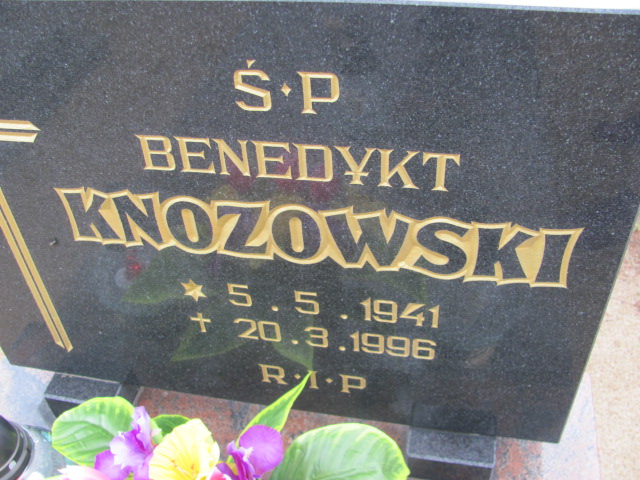 Ś·P
BENEDYKT
KNOZOWSKI
* 5.5.1941
✝ 20.3.1996
R·I·P